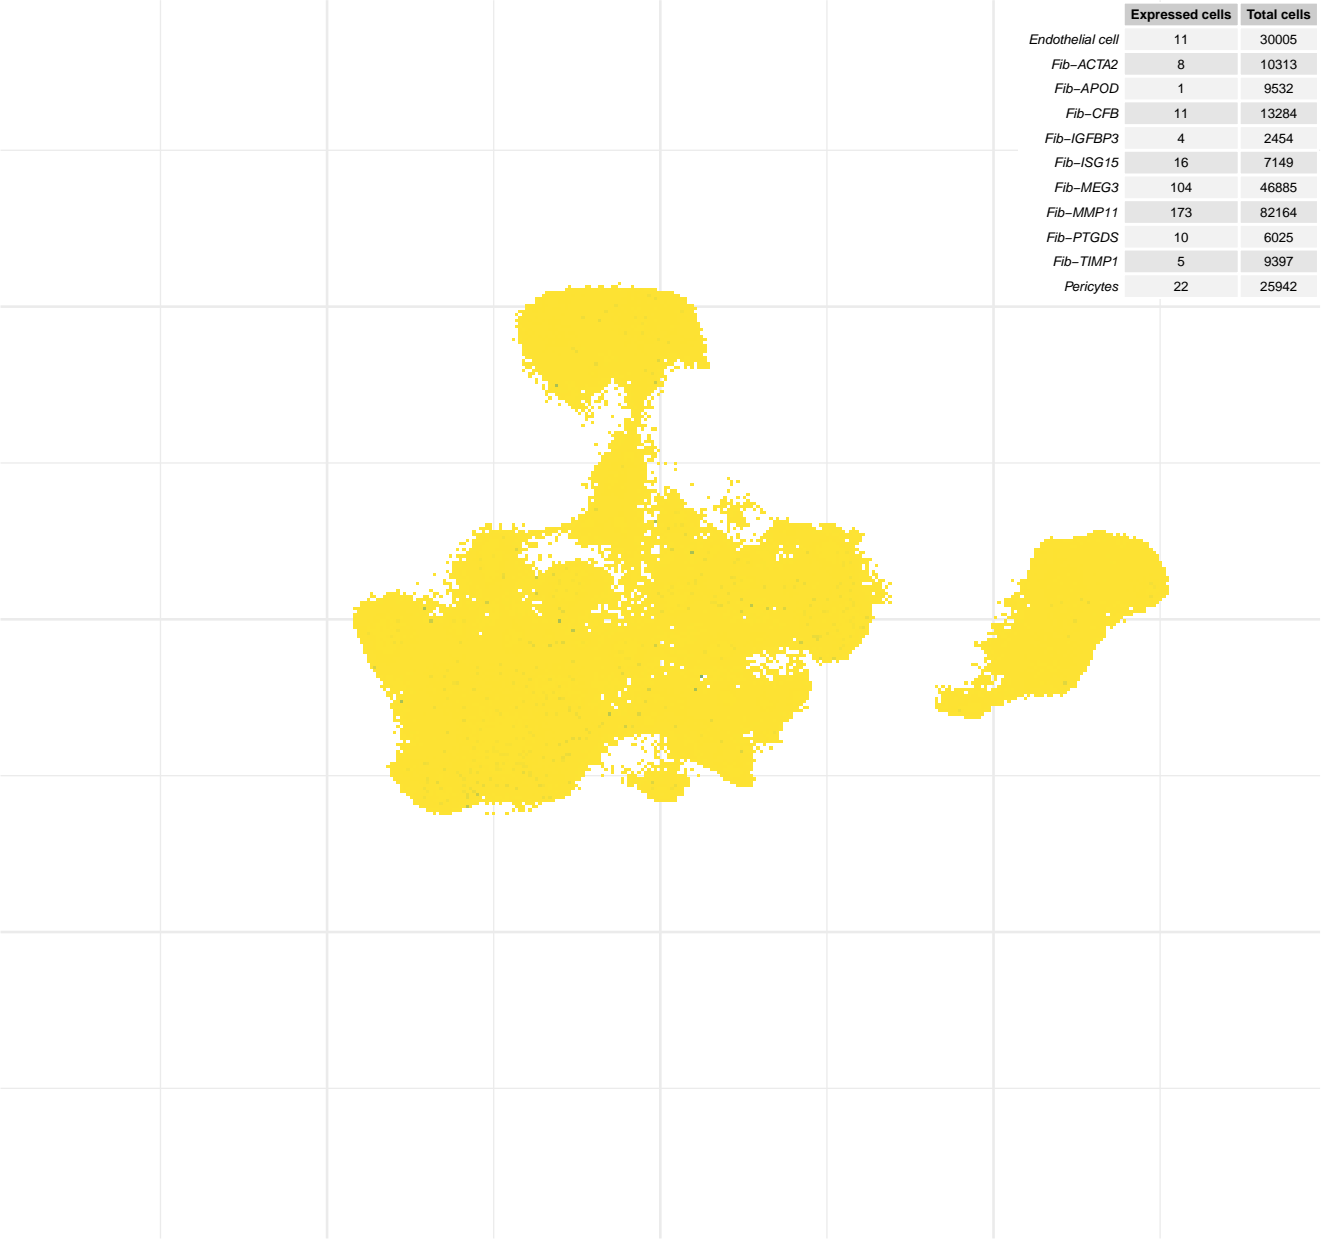 Expressed cells Total cells
Endothelial cell 11 30005
Fib−ACTA2 8 10313
Fib−APOD 1 9532
Fib−CFB 11 13284
Fib−IGFBP3 4 2454
Fib−ISG15 16 7149
Fib−MEG3 104 46885
Fib−MMP11 173 82164
Fib−PTGDS 10 6025
Fib−TIMP1 5 9397
Pericytes 22 25942